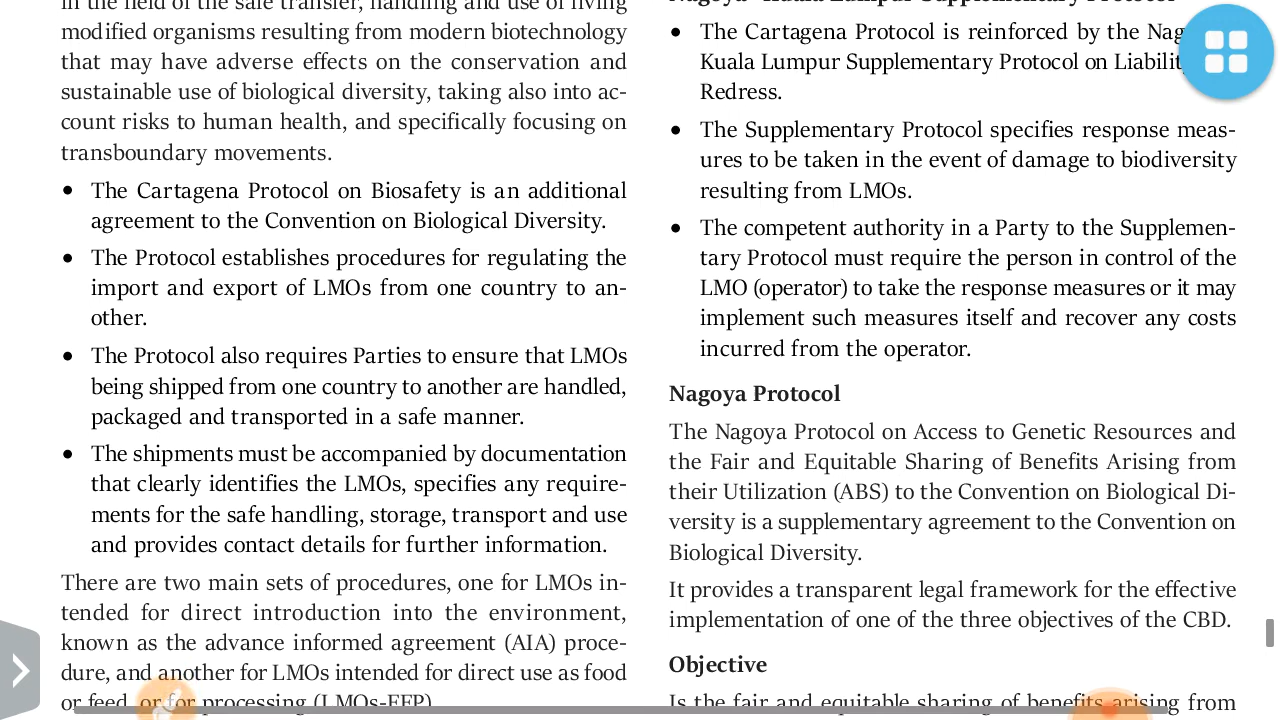 in the field of the safe transfer, handling and use of living
modified organisms resulting from modern biotechnology
that may have adverse effects on the conservation and
sustainable use of biological diversity, taking also into ac-
count risks to human health, and specifically focusing on
transboundary movements.
• The Cartagena Protocol on Biosafety is an additional
agreement to the Convention on Biological Diversity.
• The Protocol establishes procedures for regulating the
import and export of LMOs from one country to an-
other.
• The Protocol also requires Parties to ensure that LMOs
being shipped from one country to another are handled,
packaged and transported in a safe manner.
• The shipments must be accompanied by documentation
that clearly identifies the LMOs, specifies any require-
ments for the safe handling, storage, transport and use
and provides contact details for further information.
There are two main sets of procedures, one for LMOs in-
tended for direct introduction into the environment,
known as the advance informed agreement (AIA) proce-
dure, and another for LMOs intended for direct use as food
or feed, or for processing (LMOs-FFP)
Nagoya - Kuala Lumpur Supplementary Protocol
• The Cartagena Protocol is reinforced by the Nag
Kuala Lumpur Supplementary Protocol on Liabilit
Redress.
• The Supplementary Protocol specifies response meas-
ures to be taken in the event of damage to biodiversity
resulting from LMOs.
• The competent authority in a Party to the Supplemen-
tary Protocol must require the person in control of the
LMO (operator) to take the response measures or it may
implement such measures itself and recover any costs
incurred from the operator.
Nagoya Protocol
The Nagoya Protocol on Access to Genetic Resources and
the Fair and Equitable Sharing of Benefits Arising from
their Utilization (ABS) to the Convention on Biological Di-
versity is a supplementary agreement to the Convention on
Biological Diversity.
It provides a transparent legal framework for the effective
implementation of one of the three objectives of the CBD.
Objective
Is the fair and equitable sharing of benefits arising from